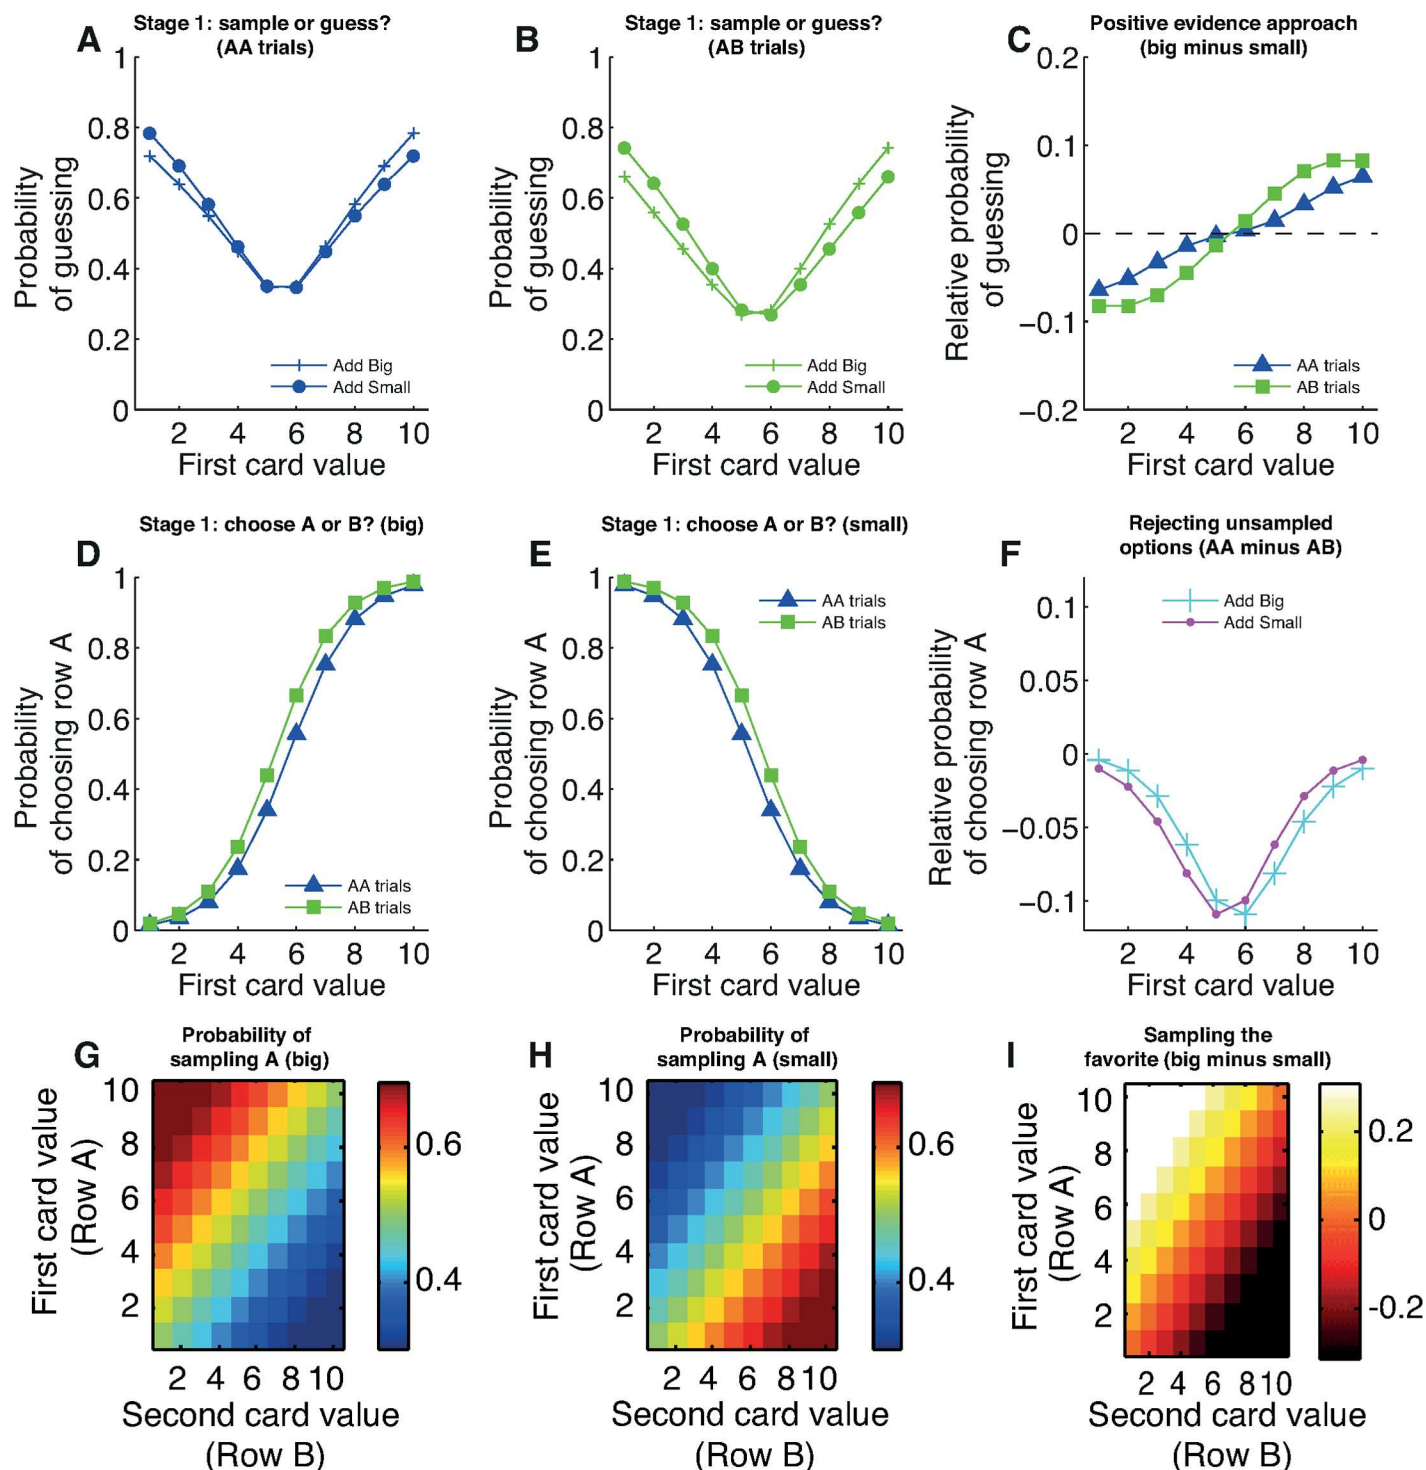 A
Stage 1: sample or guess?
(AA trials)
1
0.8
0.6
0.4
0.2
0
Probability
of guessing
Add Big
Add Small
2 4 6 8 10
First card value
B
Stage 1: sample or guess?
(AB trials)
1
0.8
0.6
0.4
0.2
0
Probability
of guessing
Add Big
Add Small
2 4 6 8 10
First card value
C
Positive evidence approach
(big minus small)
0.2
0.1
0
−0.1
−0.2
Relative probability
of guessing
AA trials
AB trials
2 4 6 8 10
First card value
D
Stage 1: choose A or B? (big)
1
0.8
0.6
0.4
0.2
0
Probability
of choosing row A
AA trials
AB trials
2 4 6 8 10
First card value
E
Stage 1: choose A or B? (small)
1
0.8
0.6
0.4
0.2
0
Probability
of choosing row A
AA trials
AB trials
2 4 6 8 10
First card value
F
Rejecting unsampled
options (AA minus AB)
0.1
0.05
0
−0.05
−0.1
Relative probability
of choosing row A
Add Big
Add Small
2 4 6 8 10
First card value
G
Probability of
sampling A (big)
10
8
6
4
2
First card value
(Row A)
0.6
0.4
2 4 6 8 10
Second card value
(Row B)
H
Probability of
sampling A (small)
10
8
6
4
2
First card value
(Row A)
0.6
0.4
2 4 6 8 10
Second card value
(Row B)
I
Sampling the
favorite (big minus small)
10
8
6
4
2
First card value
(Row A)
0.2
0
-0.2
2 4 6 8 10
Second card value
(Row B)